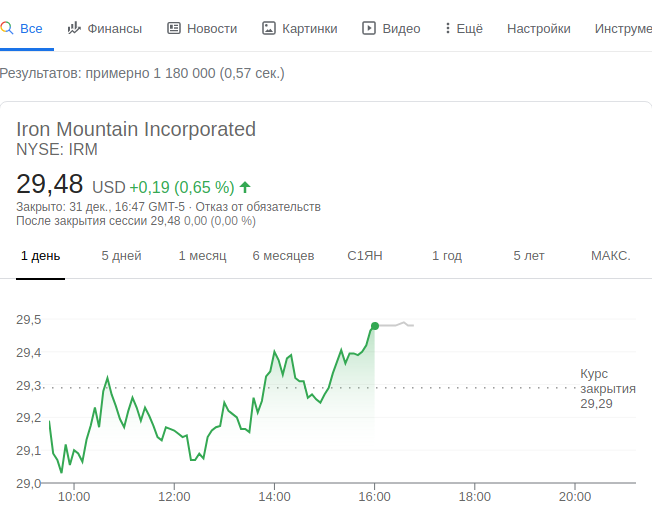 Все Финансы Новости Картинки Видео Ещё Настройки Инструме
Результатов: примерно 1 180 000 (0,57 сек.)
Iron Mountain Incorporated
NYSE: IRM
29,48 USD +0,19 (0,65 %)
Закрыто: 31 дек., 16:47 GMT-5 · Отказ от обязательств
После закрытия сессии 29,48 0,00 (0,00 %)
1 день 5 дней 1 месяц 6 месяцев С1ЯН 1 год 5 лет МАКС.
29,5
29,4
29,3
29,2
29,1
29,0
Курс
закрытия
29,29
10:00 12:00 14:00 16:00 18:00 20:00